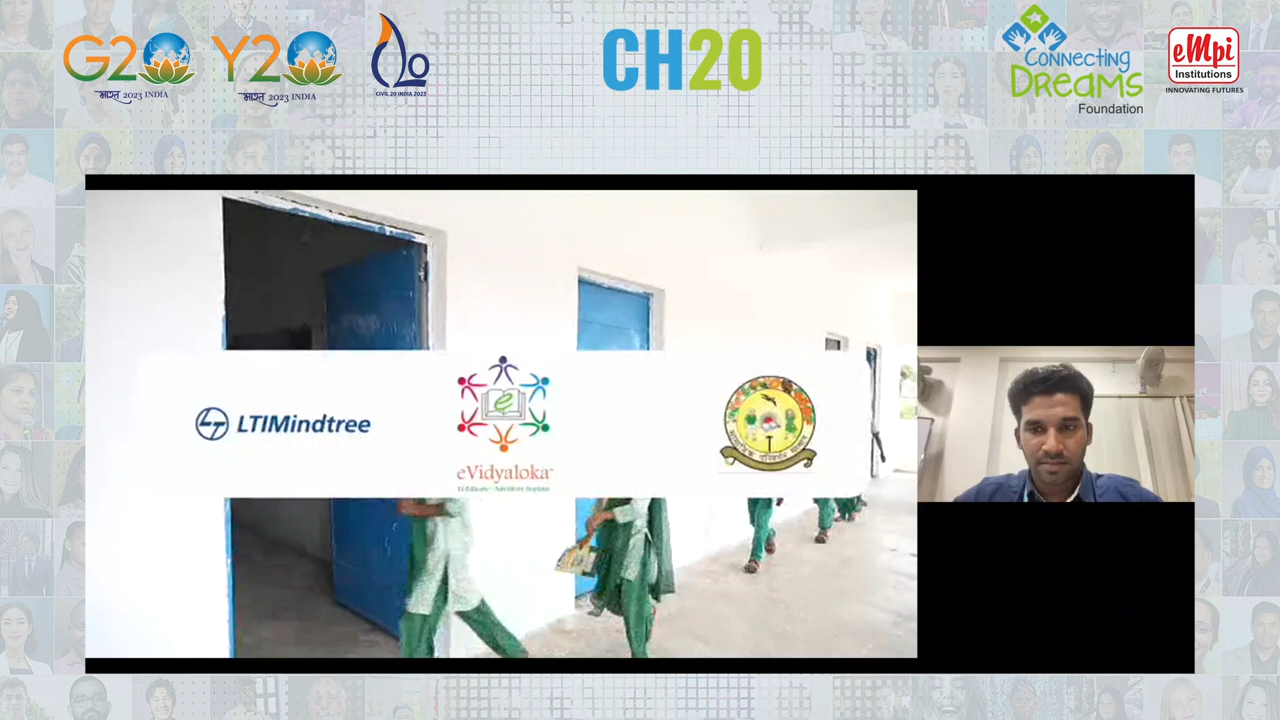 G20
भारत 2023 INDIA
Y20
भारत 2023 INDIA
C20
CIVIL 20 INDIA 2023
CH20
CONNECTING
DREAMS
Foundation
eMpi
Institutions
INNOVATING FUTURES
LTIMindtree
e
eVidyaloka